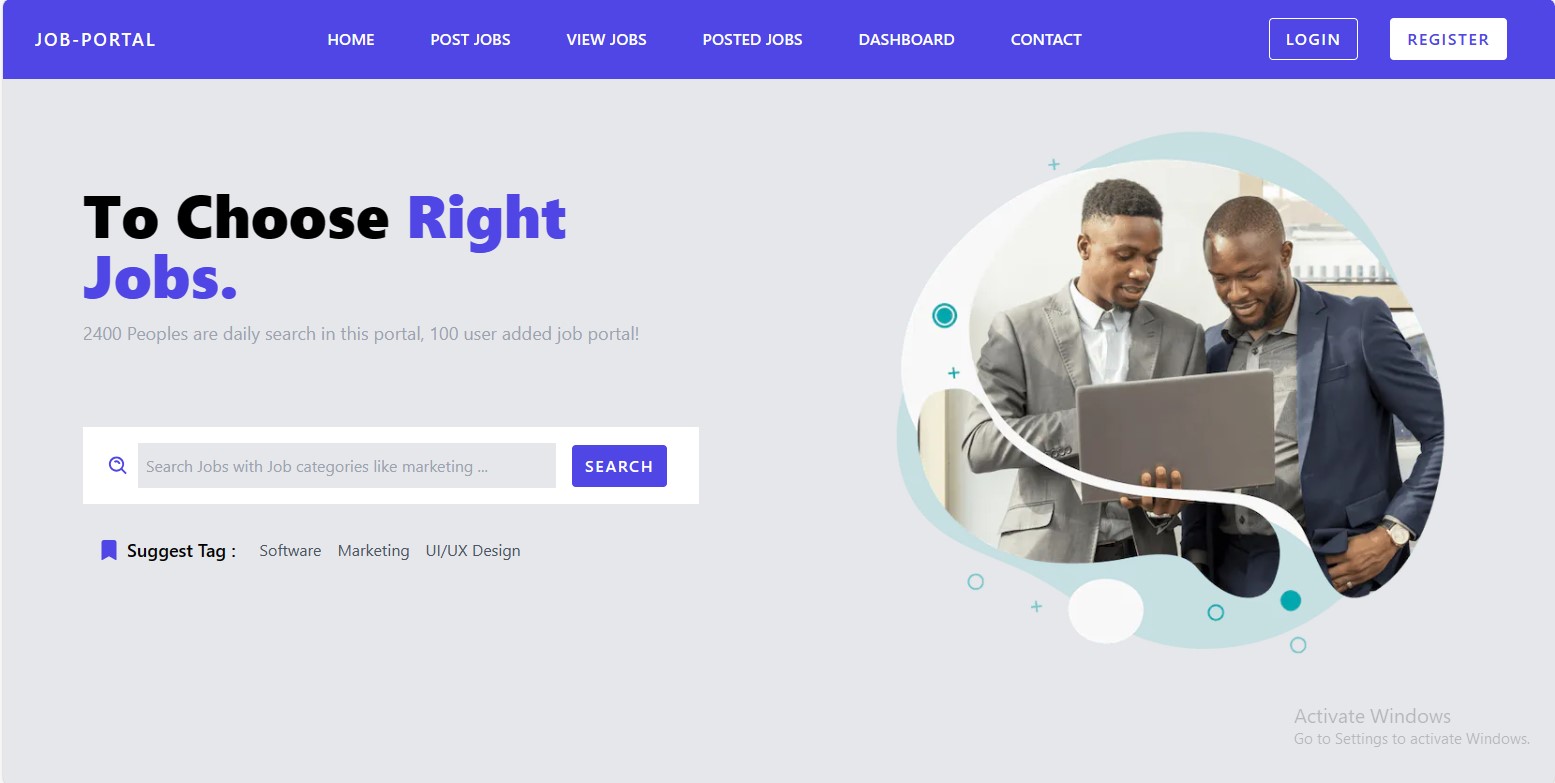 JOB-PORTAL
HOME
POST JOBS
VIEW JOBS
POSTED JOBS
DASHBOARD
CONTACT
LOGIN
REGISTER
To Choose Right
Jobs.
2400 Peoples are daily search in this portal, 100 user added job portal!
Search Jobs with Job categories like marketing ...
SEARCH
Suggest Tag :
Software
Marketing
UI/UX Design
Activate Windows
Go to Settings to activate Windows.